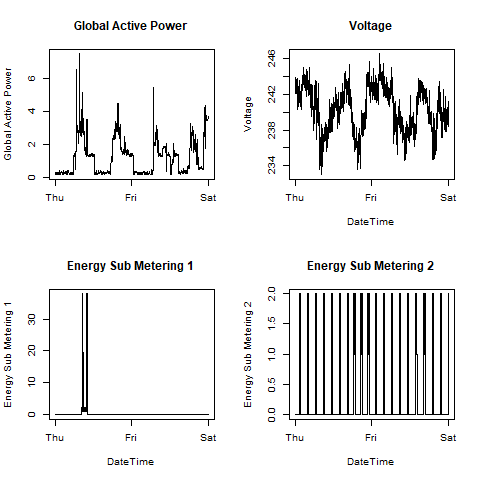 Global Active Power
Global Active Power
0 2 4 6
Thu Fri Sat
Voltage
Voltage
234 238 242 246
Thu Fri Sat
DateTime
Energy Sub Metering 1
Energy Sub Metering 1
0 10 20 30
Thu Fri Sat
DateTime
Energy Sub Metering 2
Energy Sub Metering 2
0.0 0.5 1.0 1.5 2.0
Thu Fri Sat
DateTime